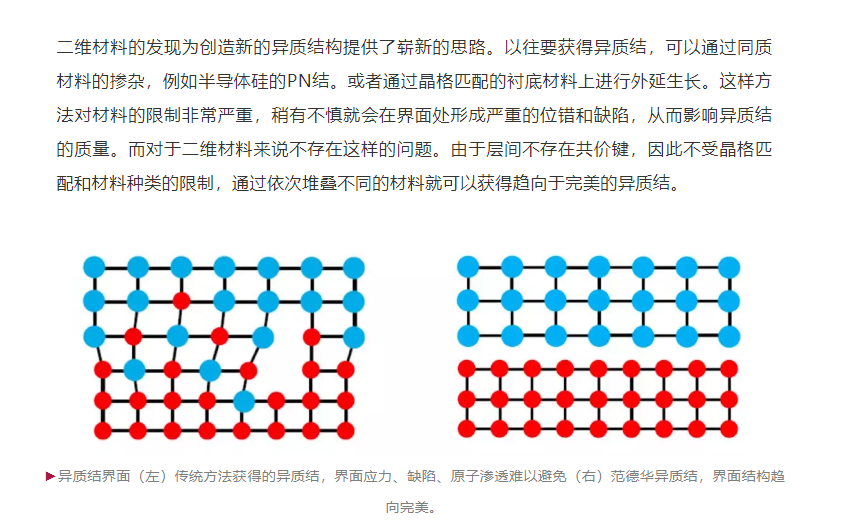 二维材料的发现为创造新的异质结构提供了崭新的思路。以往要获得异质结，可以通过同质
材料的掺杂，例如半导体硅的PN结。或者通过晶格匹配的衬底材料上进行外延生长。这样方
法对材料的限制非常严重，稍有不慎就会在界面处形成严重的位错和缺陷，从而影响异质结
的质量。而对于二维材料来说不存在这样的问题。由于层间不存在共价键，因此不受晶格匹
配和材料种类的限制，通过依次堆叠不同的材料就可以获得趋向于完美的异质结。
▶异质结界面（左）传统方法获得的异质结，界面应力、缺陷、原子渗透难以避免（右）范德华异质结，界面结构趋
向完美。